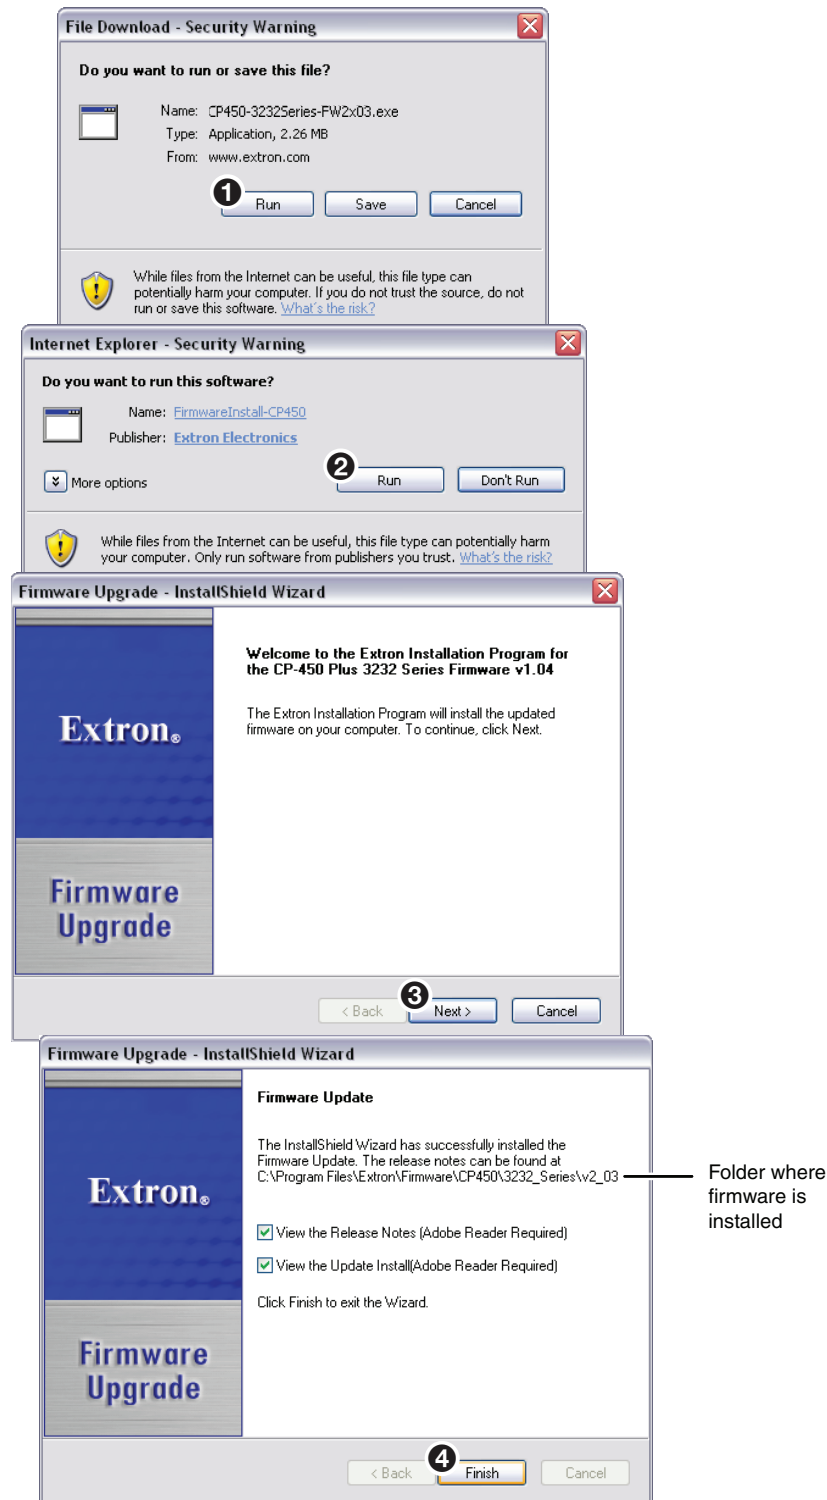 File Download - Security Warning
Do you want to run or save this file?
Name: CP450-3232Series-FW2x03.exe
Type: Application, 2.26 MB
From: www.extron.com
1
Run Save Cancel
While files from the Internet can be useful, this file type can
potentially harm your computer. If you do not trust the source, do not
run or save this software. What's the risk?
Internet Explorer - Security Warning
Do you want to run this software?
Name: FirmwareInstall-CP450
Publisher: Extron Electronics
2
More options Run Don't Run
While files from the Internet can be useful, this file type can potentially harm
your computer. Only run software from publishers you trust. What's the risk?
Firmware Upgrade - InstallShield Wizard
Welcome to the Extron Installation Program for
the CP-450 Plus 3232 Series Firmware v1.04
The Extron Installation Program will install the updated
firmware on your computer. To continue, click Next.
Extron®
Firmware
Upgrade
3
< Back Next > Cancel
Firmware Upgrade - InstallShield Wizard
Firmware Update
The InstallShield Wizard has successfully installed the
Firmware Update. The release notes can be found at
C:\Program Files\Extron\Firmware\CP450\3232_Series\v2_03
Folder where
firmware is
installed
Extron®
View the Release Notes (Adobe Reader Required)
View the Update Install(Adobe Reader Required)
Click Finish to exit the Wizard.
Firmware
Upgrade
4
< Back Finish Cancel